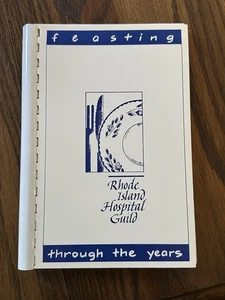 feasting
Rhode
Island
Hospital
Guild
through the years